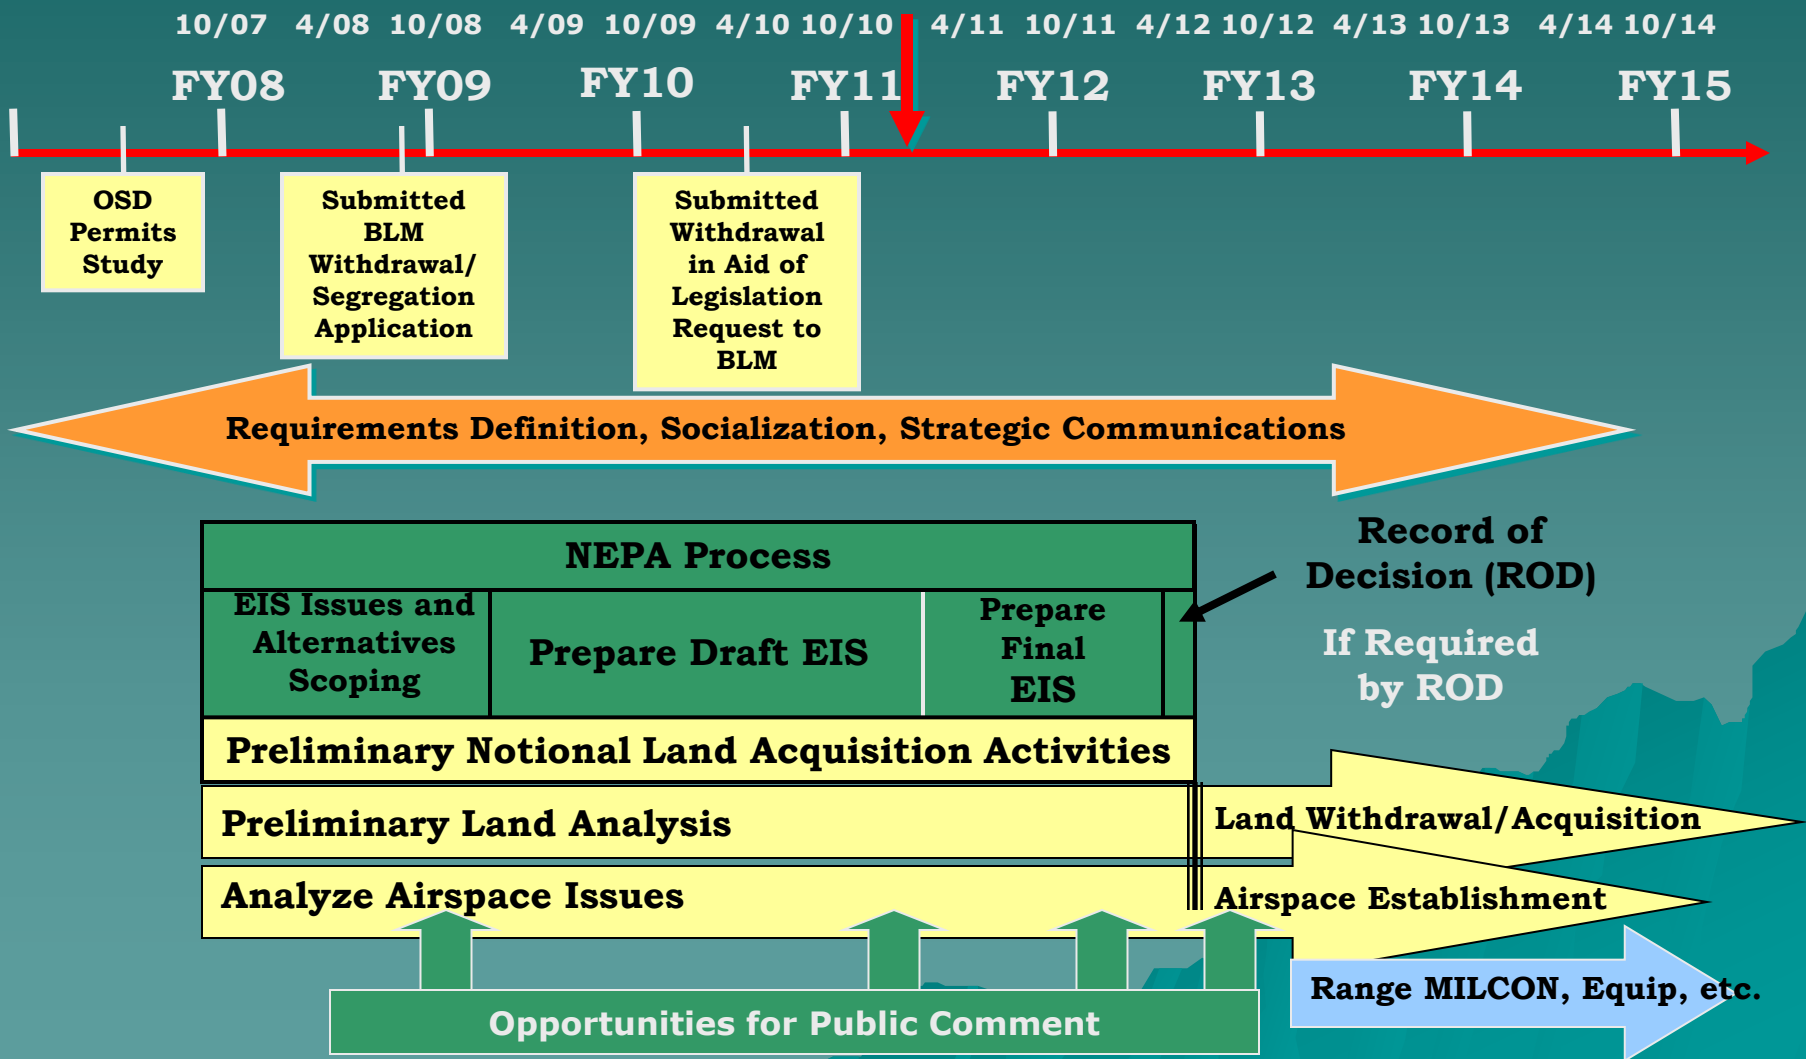 10/07 4/08 10/08 4/09 10/09 4/10 10/10 4/11 10/11 4/12 10/12 4/13 10/13 4/14 10/14
FY08 FY09 FY10 FY11 FY12 FY13 FY14 FY15
OSD
Permits
Study
Submitted
BLM
Withdrawal/
Segregation
Application
Submitted
Withdrawal
in Aid of
Legislation
Request to
BLM
Requirements Definition, Socialization, Strategic Communications
NEPA Process
EIS Issues and
Alternatives
Scoping
Prepare Draft EIS
Prepare
Final
EIS
Record of
Decision (ROD)
If Required
by ROD
Preliminary Notional Land Acquisition Activities
Preliminary Land Analysis
Land Withdrawal/Acquisition
Analyze Airspace Issues
Airspace Establishment
Range MILCON, Equip, etc.
Opportunities for Public Comment